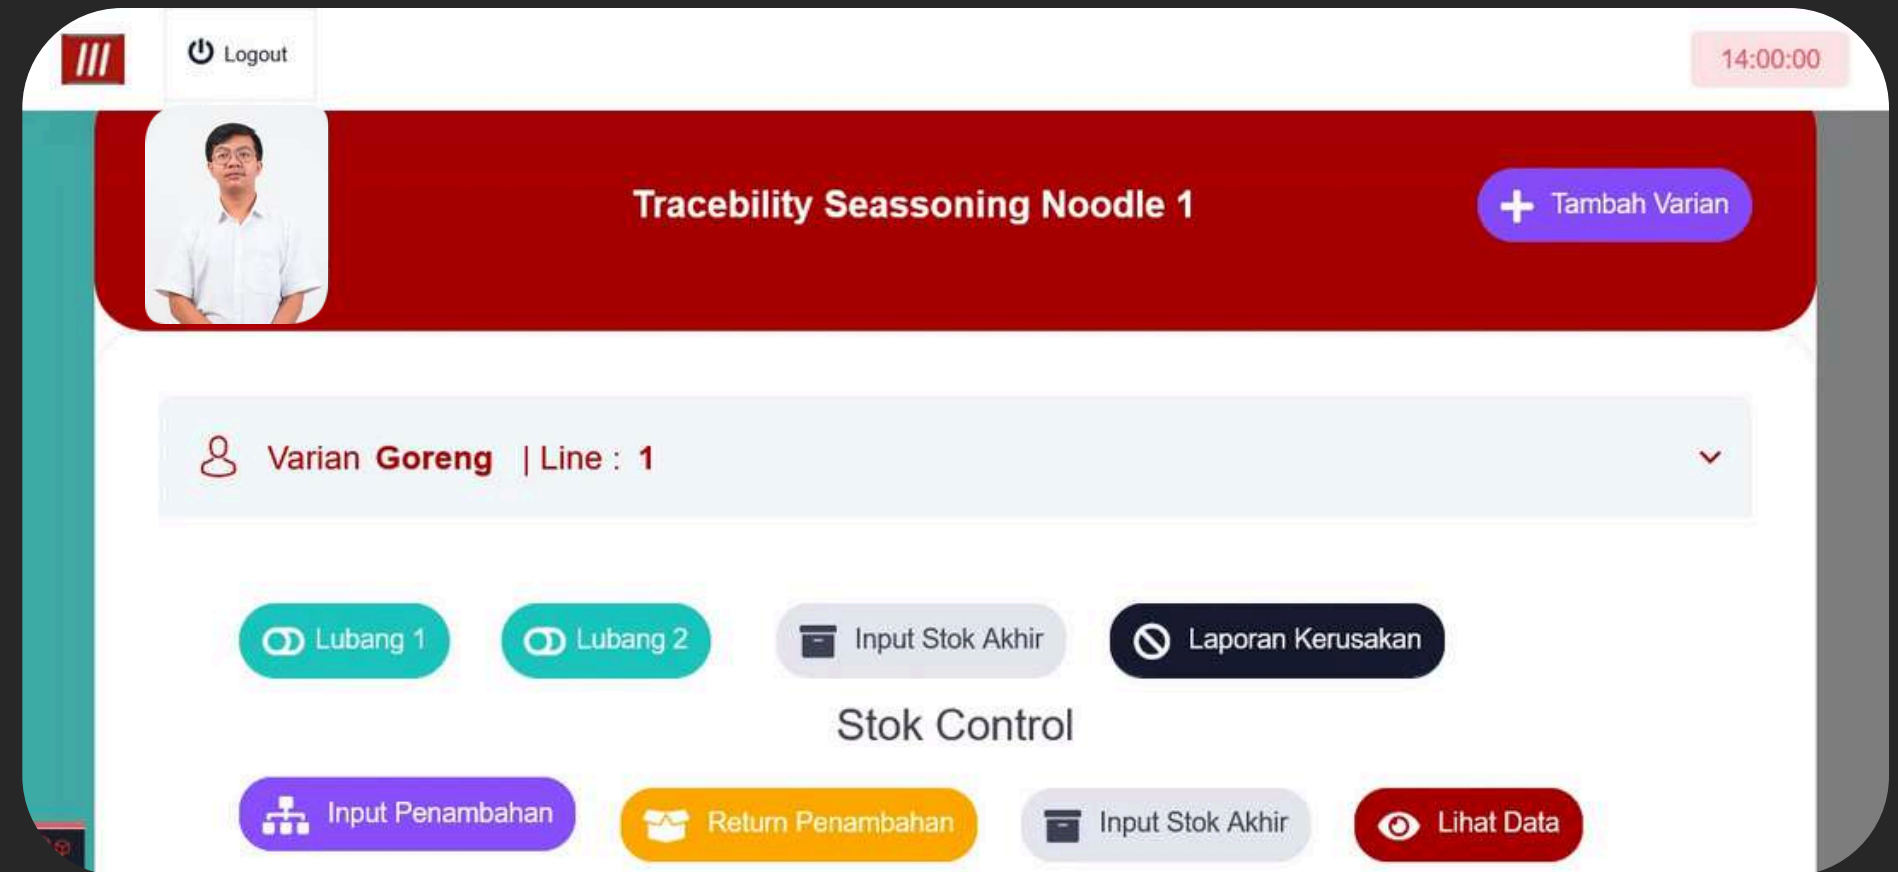 Logout
14:00:00
Tracebility Seassoning Noodle 1
Tambah Varian
Varian Goreng | Line : 1
Lubang 1
Lubang 2
Input Stok Akhir
Laporan Kerusakan
Stok Control
Input Penambahan
Return Penambahan
Input Stok Akhir
Lihat Data